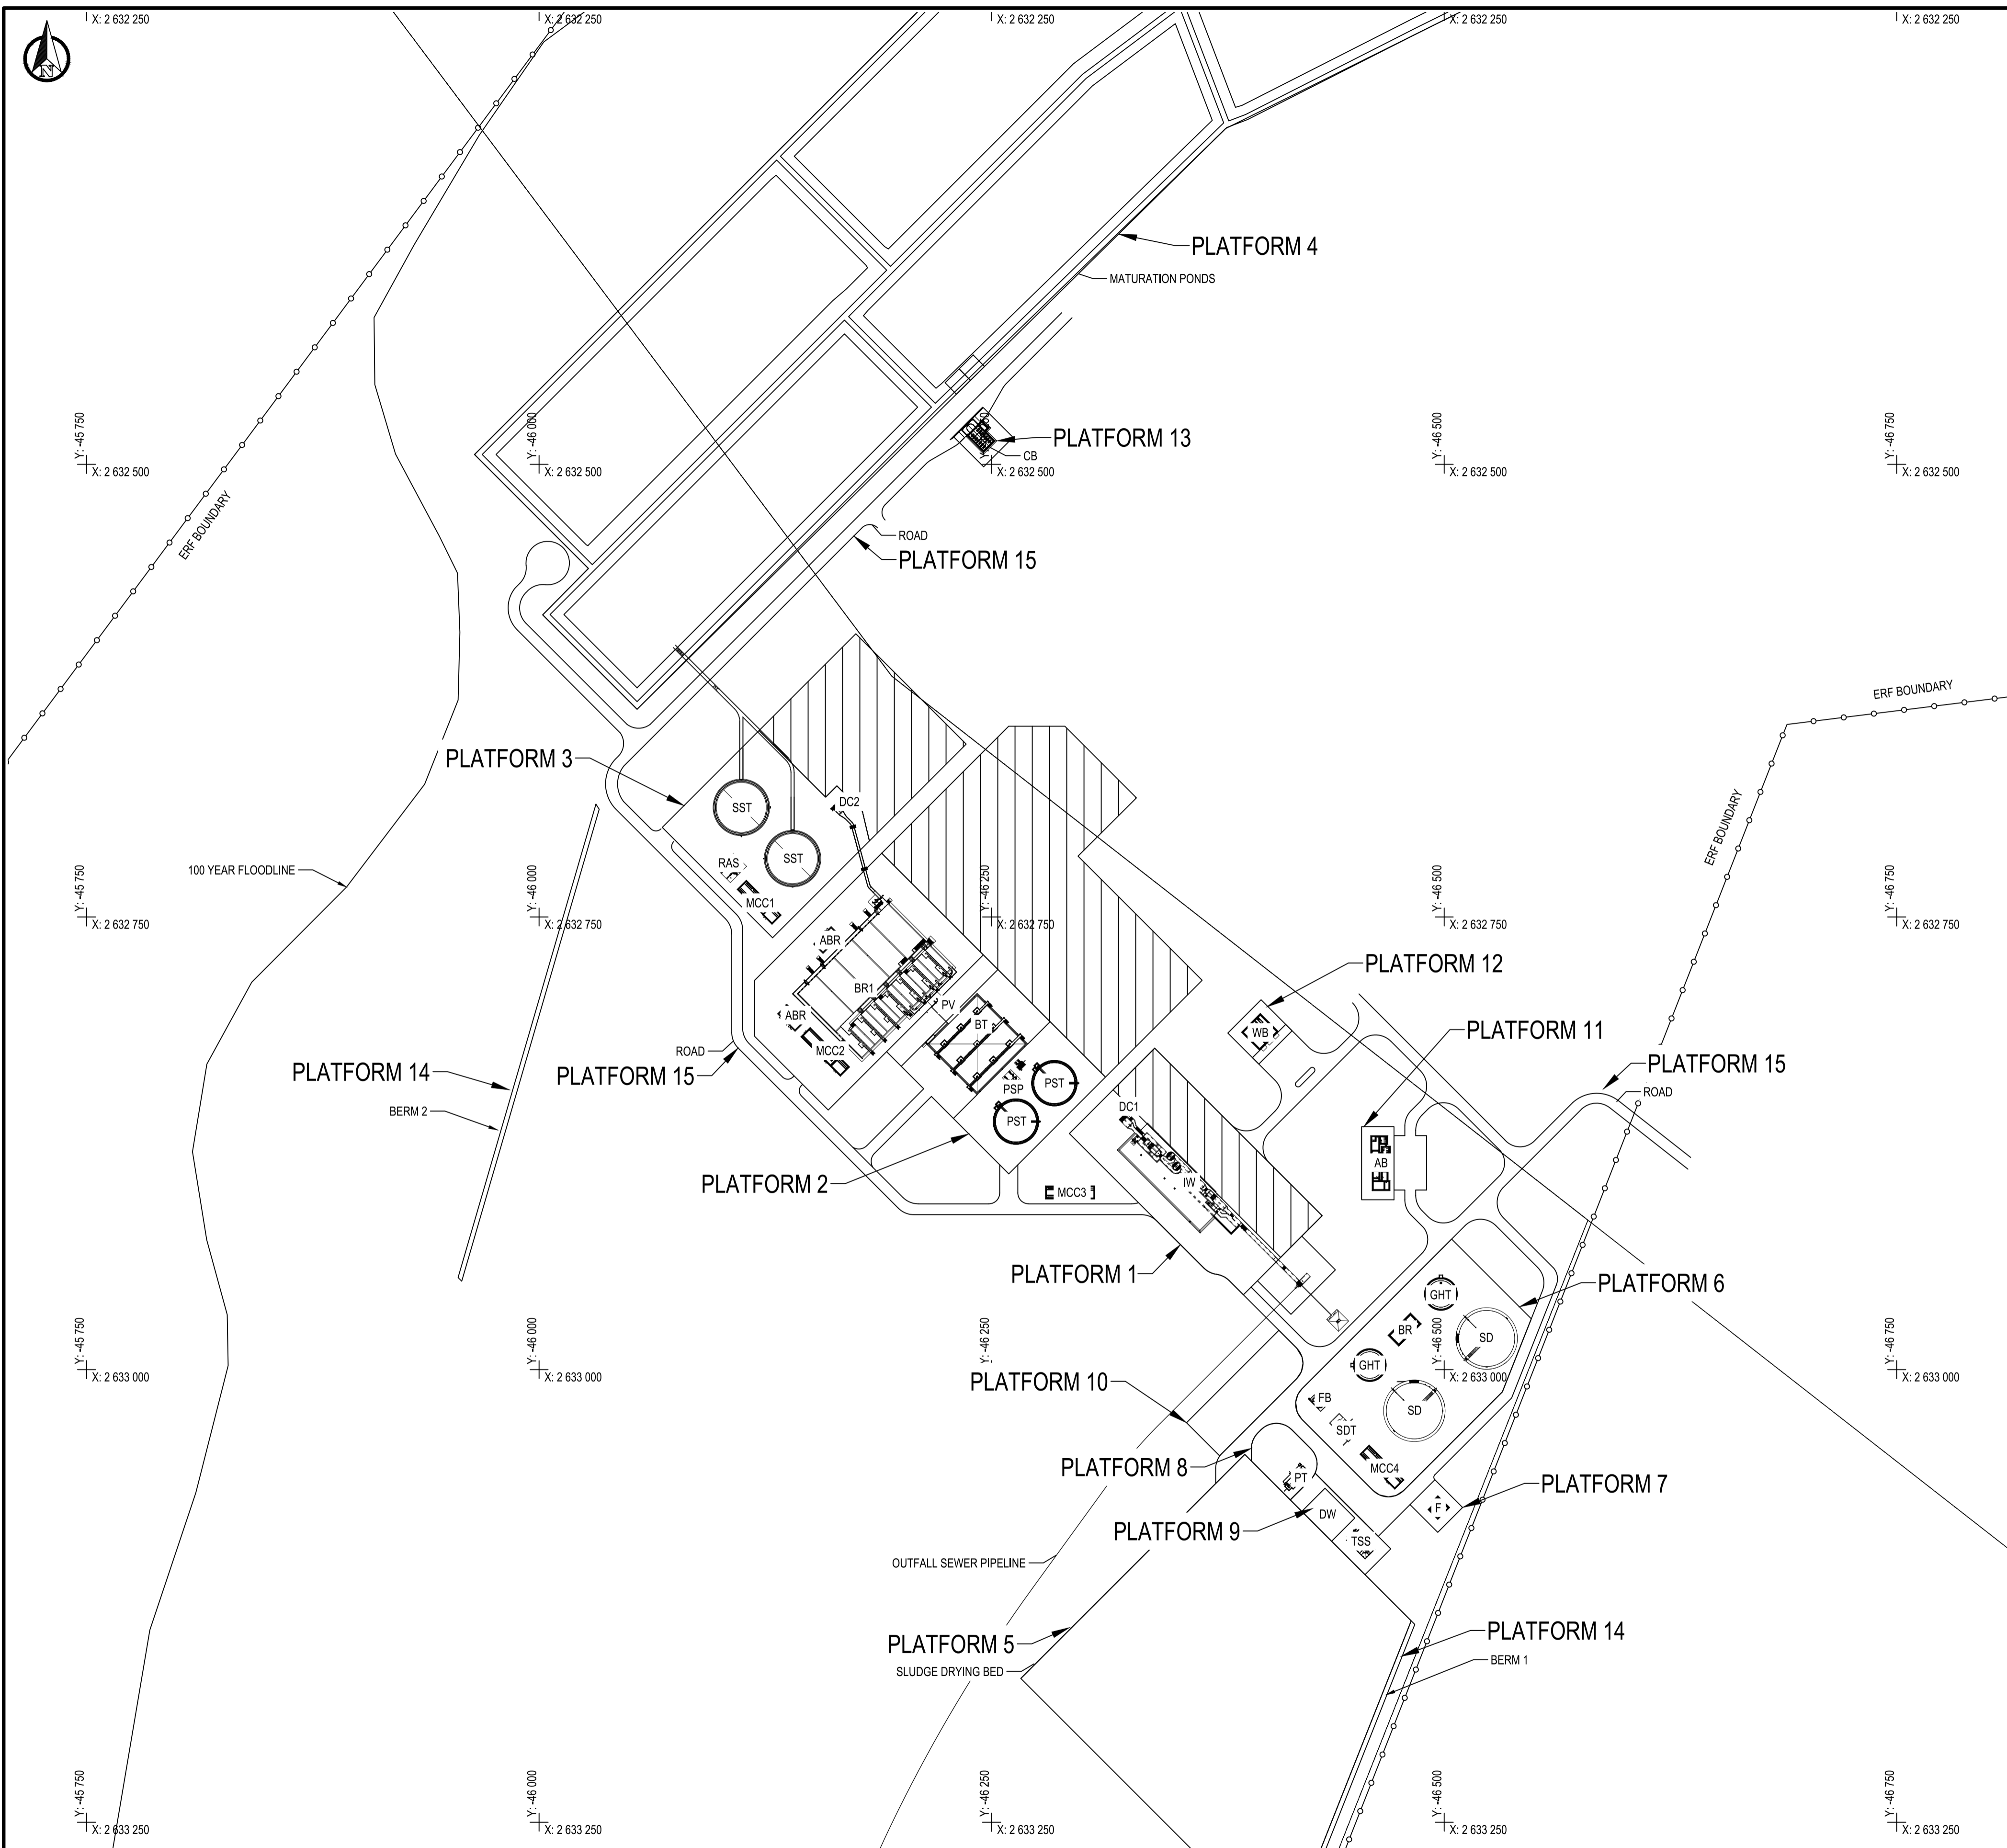 X: 2 632 250
X: 2 632 250
X: 2 632 250
X: 2 632 250
X: 2 632 250
N
PLATFORM 4
MATURATION PONDS
Y: -45 750
X: 2 632 500
Y: -46 000
X: 2 632 500
PLATFORM 13
CB
X: 2 632 500
Y: -46 500
X: 2 632 500
Y: -46 750
X: 2 632 500
ERF BOUNDARY
ROAD
PLATFORM 15
ERF BOUNDARY
PLATFORM 3
SST
DC2
ERF BOUNDARY
100 YEAR FLOODLINE
RAS
SST
MCC1
Y: -45 750
X: 2 632 750
Y: -46 000
X: 2 632 750
Y: -46 250
X: 2 632 750
Y: -46 500
X: 2 632 750
Y: -46 750
X: 2 632 750
ABR
PLATFORM 12
BR1
PV
ABR
BT
WB
PLATFORM 11
MCC2
ROAD
PLATFORM 15
PLATFORM 14
BERM 2
PSP
PST
PST
DC1
PLATFORM 15
ROAD
AB
PLATFORM 2
MCC3
IW
PLATFORM 1
PLATFORM 6
GHT
BR
SD
GHT
Y: -45 750
X: 2 633 000
Y: -46 000
X: 2 633 000
Y: -46 250
X: 2 633 000
Y: -46 500
X: 2 633 000
Y: -46 750
X: 2 633 000
PLATFORM 10
FB
SD
SDT
PLATFORM 8
PT
MCC4
PLATFORM 7
F
DW
PLATFORM 9
TSS
OUTFALL SEWER PIPELINE
PLATFORM 5
SLUDGE DRYING BED
PLATFORM 14
BERM 1
Y: -45 750
X: 2 633 250
Y: -46 000
X: 2 633 250
Y: -46 250
X: 2 633 250
Y: -46 500
X: 2 633 250
Y: -46 750
X: 2 633 250